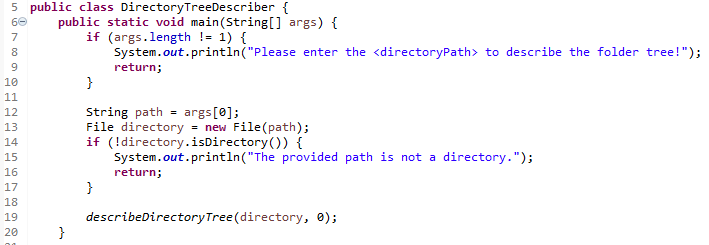 5 public class DirectoryTreeDescriber {
6 public static void main(String[] args) {
7 if (args.length != 1) {
8 System.out.println("Please enter the <directoryPath> to describe the folder tree!");
9 return;
10 }
11
12 String path = args[0];
13 File directory = new File(path);
14 if (!directory.isDirectory()) {
15 System.out.println("The provided path is not a directory.");
16 return;
17 }
18
19 describeDirectoryTree(directory, 0);
20 }